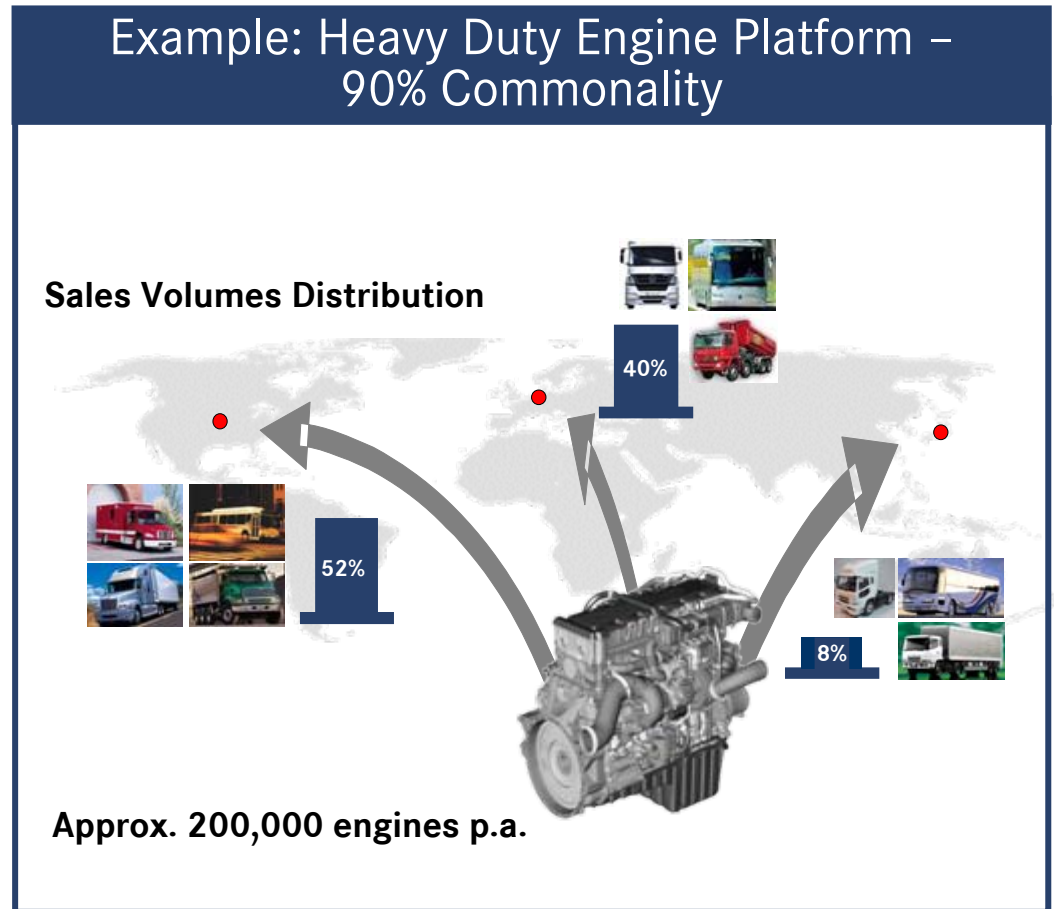 Example: Heavy Duty Engine Platform –
90% Commonality
Sales Volumes Distribution
40%
52%
8%
Approx. 200,000 engines p.a.